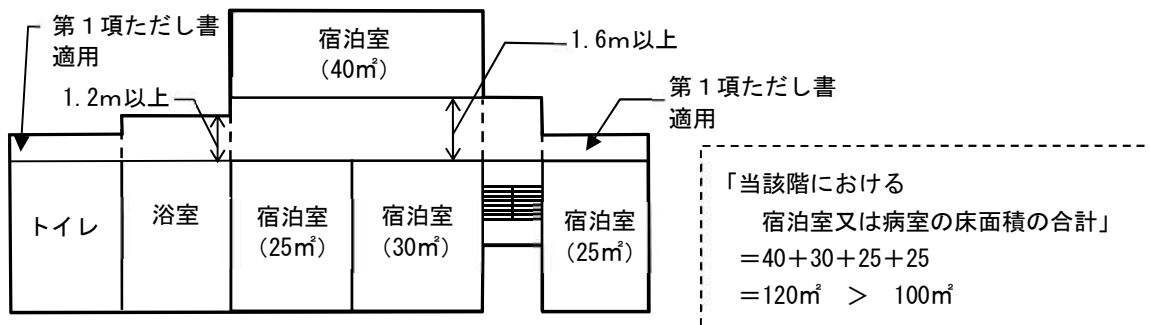 第１項ただし書
適用
宿泊室
（40㎡）
1.6ｍ以上
1.2ｍ以上
第１項ただし書
適用
トイレ
浴室
宿泊室
（25㎡）
宿泊室
（30㎡）
宿泊室
（25㎡）
「当該階における
宿泊室又は病室の床面積の合計」
＝40＋30＋25＋25
＝120㎡　＞　100㎡